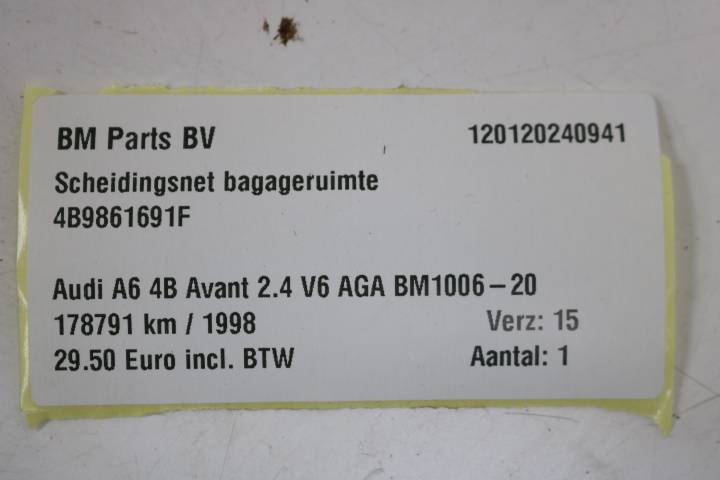 BM Parts BV 120120240941
Scheidingsnet bagageruimte
4B9861691F
Audi A6 4B Avant 2.4 V6 AGA BM1006-20
178791 km / 1998 Verz: 15
29.50 Euro incl. BTW Aantal: 1